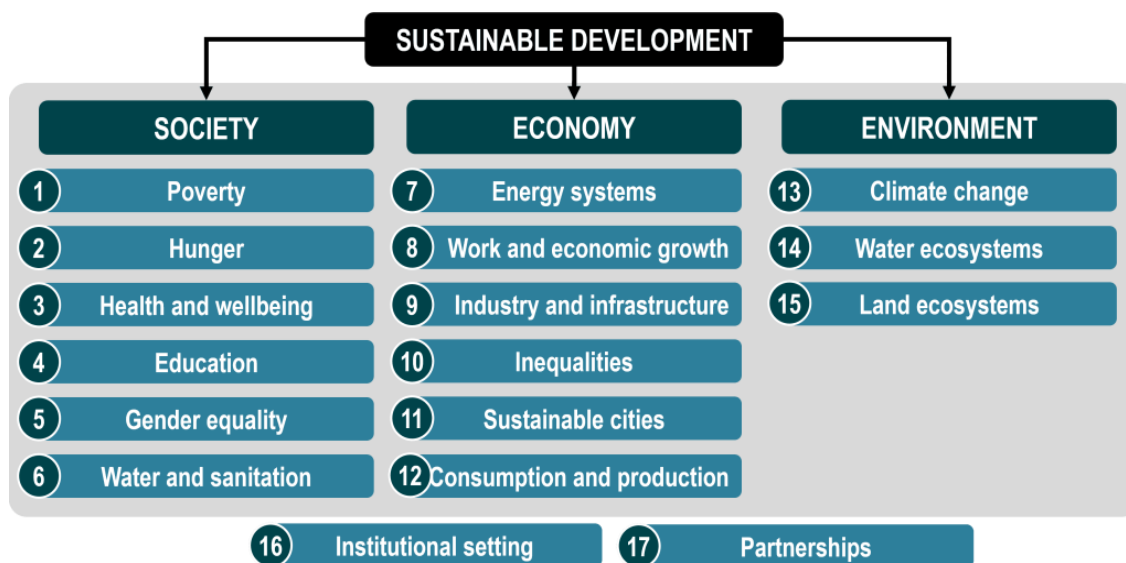 SUSTAINABLE DEVELOPMENT
SOCIETY
1 Poverty
2 Hunger
3 Health and wellbeing
4 Education
5 Gender equality
6 Water and sanitation
ECONOMY
7 Energy systems
8 Work and economic growth
9 Industry and infrastructure
10 Inequalities
11 Sustainable cities
12 Consumption and production
ENVIRONMENT
13 Climate change
14 Water ecosystems
15 Land ecosystems
16 Institutional setting
17 Partnerships